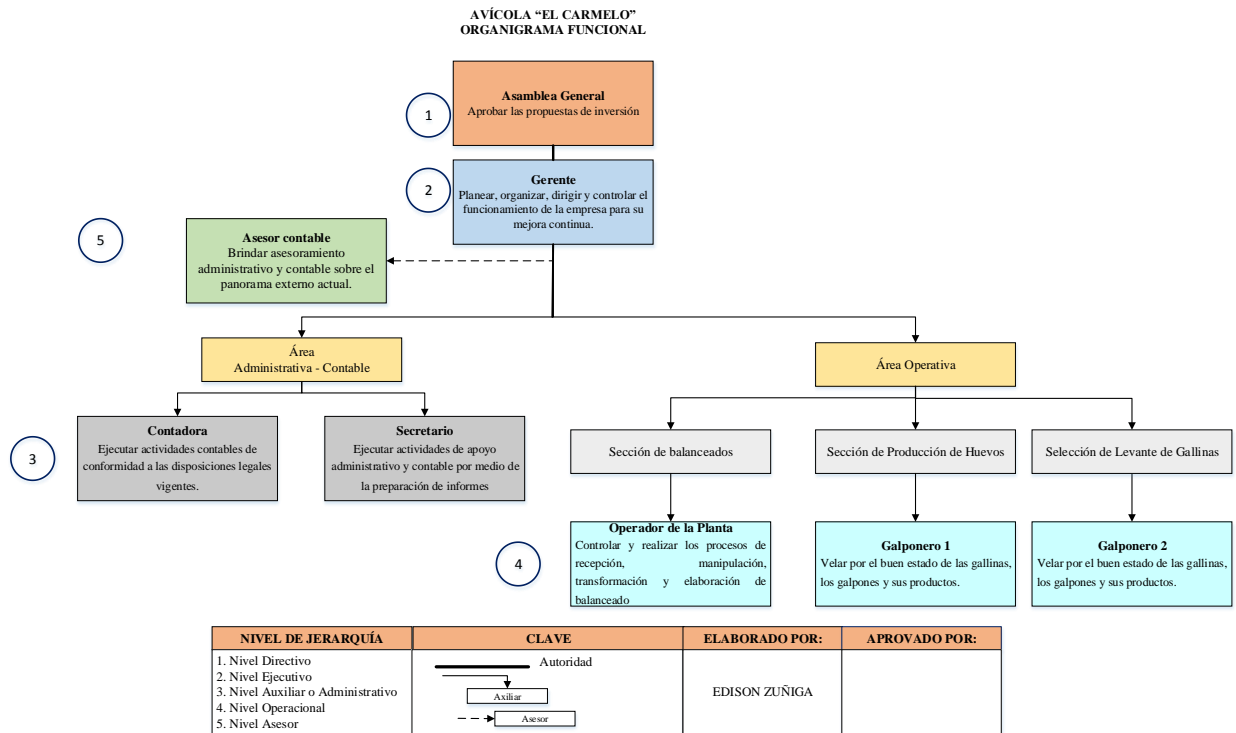 AVÍCOLA “EL CARMELO”
ORGANIGRAMA FUNCIONAL
1
Asamblea General
Aprobar las propuestas de inversión
2
Gerente
Planear, organizar, dirigir y controlar el
funcionamiento de la empresa para su
mejora continua.
5
Asesor contable
Brindar asesoramiento
administrativo y contable sobre el
panorama externo actual.
Área
Administrativa - Contable
Área Operativa
3
Contadora
Ejecutar actividades contables de
conformidad a las disposiciones legales
vigentes.
Secretario
Ejecutar actividades de apoyo
administrativo y contable por medio de
la preparación de informes
Sección de balanceados
Sección de Producción de Huevos
Selección de Levante de Gallinas
4
Operador de la Planta
Controlar y realizar los procesos de
recepción, manipulación,
transformación y elaboración de
balanceado
Galponero 1
Velar por el buen estado de las gallinas,
los galpones y sus productos.
Galponero 2
Velar por el buen estado de las gallinas,
los galpones y sus productos.
NIVEL DE JERARQUÍA
1. Nivel Directivo
2. Nivel Ejecutivo
3. Nivel Auxiliar o Administrativo
4. Nivel Operacional
5. Nivel Asesor
CLAVE
Autoridad
Axiliar
Asesor
ELABORADO POR:
EDISON ZUÑIGA
APROVADO POR: